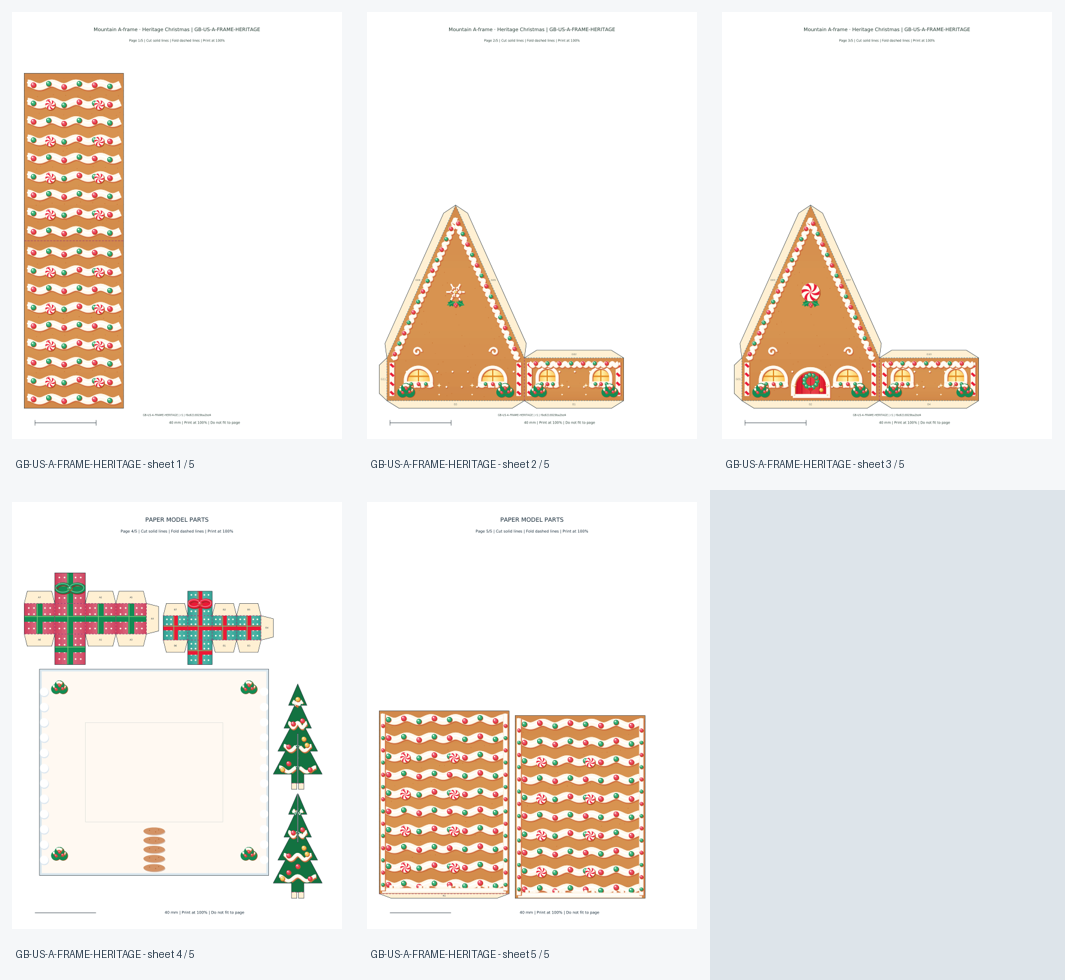 Mountain A-frame · Heritage Christmas | GB-US-A-FRAME-HERITAGE
Page 1/5 | Cut solid lines | Fold dashed lines | Print at 100%
40 mm | Print at 100% | Do not fit to page
GB-US-A-FRAME-HERITAGE - sheet 1 / 5
Mountain A-frame · Heritage Christmas | GB-US-A-FRAME-HERITAGE
Page 2/5 | Cut solid lines | Fold dashed lines | Print at 100%
40 mm | Print at 100% | Do not fit to page
GB-US-A-FRAME-HERITAGE - sheet 2 / 5
Mountain A-frame · Heritage Christmas | GB-US-A-FRAME-HERITAGE
Page 3/5 | Cut solid lines | Fold dashed lines | Print at 100%
40 mm | Print at 100% | Do not fit to page
GB-US-A-FRAME-HERITAGE - sheet 3 / 5
PAPER MODEL PARTS
Page 4/5 | Cut solid lines | Fold dashed lines | Print at 100%
40 mm | Print at 100% | Do not fit to page
GB-US-A-FRAME-HERITAGE - sheet 4 / 5
PAPER MODEL PARTS
Page 5/5 | Cut solid lines | Fold dashed lines | Print at 100%
40 mm | Print at 100% | Do not fit to page
GB-US-A-FRAME-HERITAGE - sheet 5 / 5